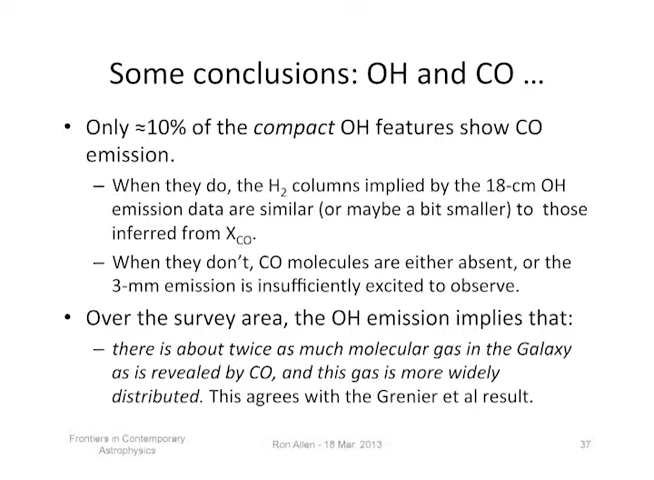 Some conclusions: OH and CO …
• Only ≈10% of the compact OH features show CO
emission.
– When they do, the H₂ columns implied by the 18-cm OH
emission data are similar (or maybe a bit smaller) to those
inferred from X_CO.
– When they don't, CO molecules are either absent, or the
3-mm emission is insufficiently excited to observe.
• Over the survey area, the OH emission implies that:
– there is about twice as much molecular gas in the Galaxy
as is revealed by CO, and this gas is more widely
distributed. This agrees with the Grenier et al result.
Frontiers in Contemporary
Astrophysics
Ron Allen - 18 Mar. 2013
37